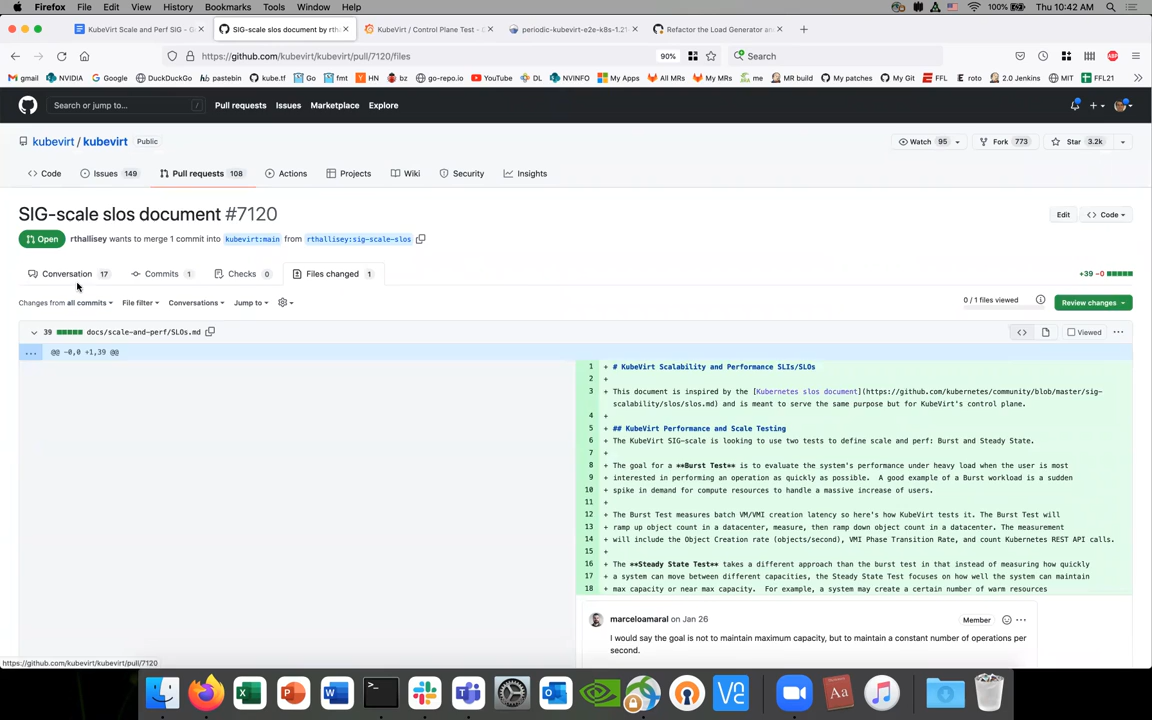 Firefox File Edit View History Bookmarks Tools Window Help 100% Thu 10:42 AM
KubeVirt Scale and Perf SIG - G
SIG-scale slos document by rth
KubeVirt / Control Plane Test - G
periodic-kubevirt-e2e-k8s-1.21
Refactor the Load Generator an
https://github.com/kubevirt/kubevirt/pull/7120/files 90% Search
gmail NVIDIA Google DuckDuckGo pastebin kube.tf Go fmt HN bz go-repo.io YouTube DL NVINFO My Apps All MRs My MRs me MR build My patches My Git FFL roto 2.0 Jenkins MIT FFL21
Search or jump to... / Pull requests Issues Marketplace Explore
kubevirt / kubevirt Public
Watch 95 Fork 773 Star 3.2k
Code Issues 149 Pull requests 108 Actions Projects Wiki Security Insights
SIG-scale slos document #7120
Edit Code
Open rthallisey wants to merge 1 commit into kubevirt:main from rthallisey:sig-scale-slos
Conversation 17 Commits 1 Checks 0 Files changed 1
+39 −0
Changes from all commits File filter Conversations Jump to
0 / 1 files viewed Review changes
39 docs/scale-and-perf/SLOs.md
Viewed
... @@ -0,0 +1,39 @@
1 + # KubeVirt Scalability and Performance SLIs/SLOs
2 +
3 + This document is inspired by the [Kubernetes slos document](https://github.com/kubernetes/community/blob/master/sig-
scalability/slos/slos.md) and is meant to serve the same purpose but for KubeVirt's control plane.
4 +
5 + ## KubeVirt Performance and Scale Testing
6 + The KubeVirt SIG-scale is looking to use two tests to define scale and perf: Burst and Steady State.
7 +
8 + The goal for a **Burst Test** is to evaluate the system's performance under heavy load when the user is most
9 + interested in performing an operation as quickly as possible. A good example of a Burst workload is a sudden
10 + spike in demand for compute resources to handle a massive increase of users.
11 +
12 + The Burst Test measures batch VM/VMI creation latency so here's how KubeVirt tests it. The Burst Test will
13 + ramp up object count in a datacenter, measure, then ramp down object count in a datacenter. The measurement
14 + will include the Object Creation rate (objects/second), VMI Phase Transition Rate, and count Kubernetes REST API calls.
15 +
16 + The **Steady State Test** takes a different approach than the burst test in that instead of measuring how quickly
17 + a system can move between different capacities, the Steady State Test focuses on how well the system can maintain
18 + max capacity or near max capacity. For example, a system may create a certain number of warm resources
marceloamaral on Jan 26 Member
I would say the goal is not to maintain maximum capacity, but to maintain a constant number of operations per
second.
https://github.com/kubevirt/kubevirt/pull/7120